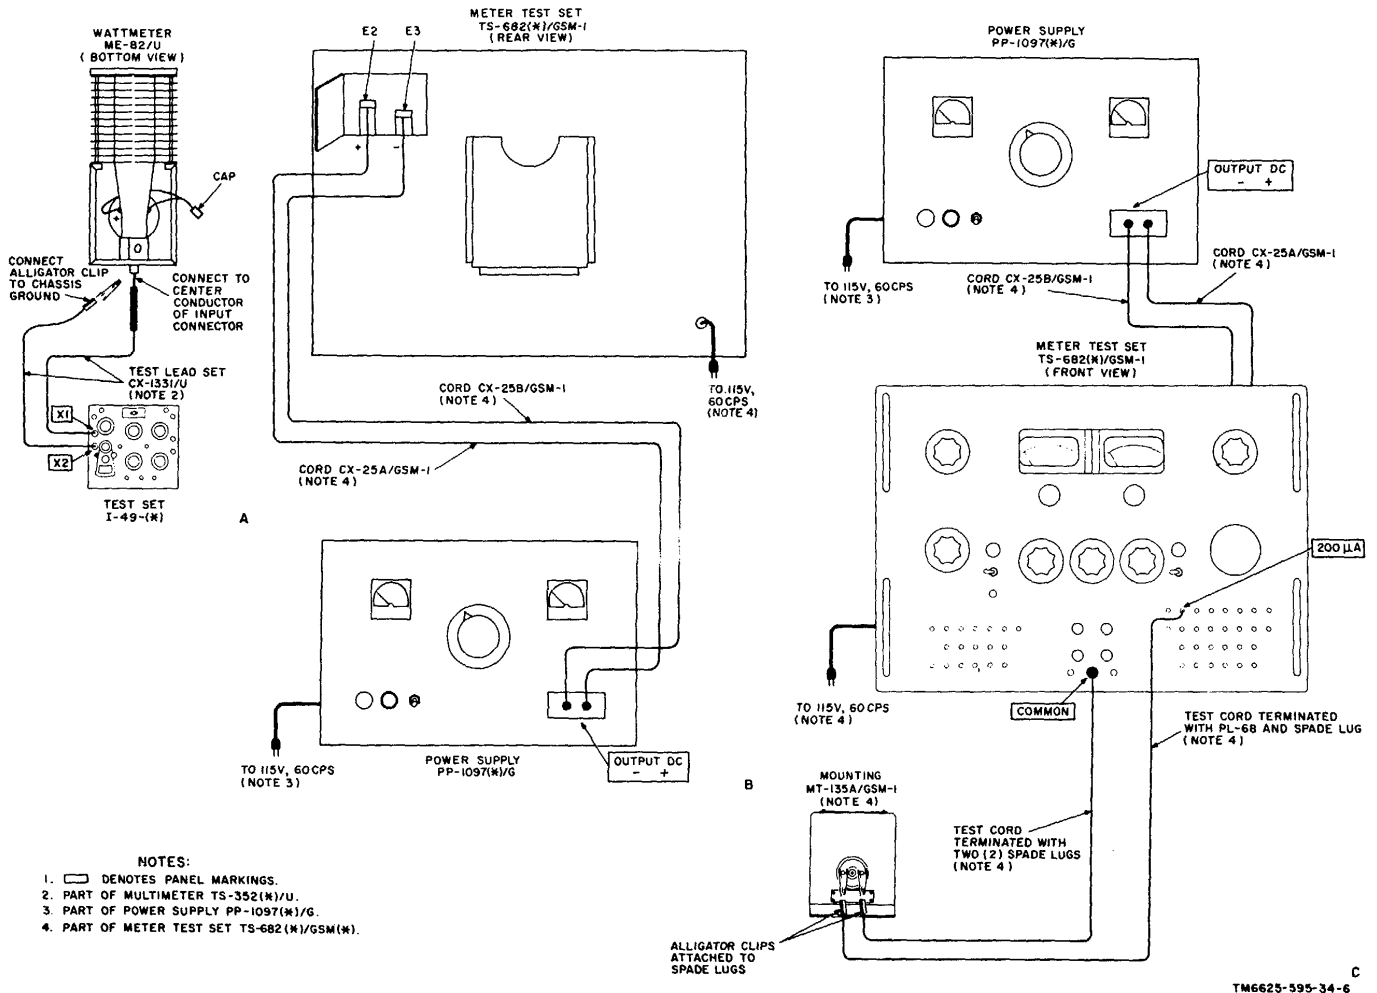 WATTMETER
ME-82/U
(BOTTOM VIEW)
CAP
CONNECT
ALLIGATOR CLIP
TO CHASSIS
GROUND
CONNECT TO
CENTER
CONDUCTOR
OF INPUT
CONNECTOR
TEST LEAD SET
CX-1331/U
(NOTE 2)
X1
X2
TEST SET
I-49-(*)
A
METER TEST SET
TS-682(*)/GSM-1
(REAR VIEW)
E2
E3
+
-
TO 115V,
60CPS
(NOTE 4)
CORD CX-25B/GSM-1
(NOTE 4)
CORD CX-25A/GSM-1
(NOTE 4)
TO 115V, 60CPS
(NOTE 3)
POWER SUPPLY
PP-1097(*)/G
OUTPUT DC
- +
B
POWER SUPPLY
PP-1097(*)/G
OUTPUT DC
- +
TO 115V, 60CPS
(NOTE 3)
CORD CX-25B/GSM-1
(NOTE 4)
CORD CX-25A/GSM-1
(NOTE 4)
METER TEST SET
TS-682(*)/GSM-1
(FRONT VIEW)
200 µA
TO 115V, 60CPS
(NOTE 4)
COMMON
TEST CORD TERMINATED
WITH PL-68 AND SPADE LUG
(NOTE 4)
MOUNTING
MT-135A/GSM-1
(NOTE 4)
TEST CORD
TERMINATED WITH
TWO (2) SPADE LUGS
(NOTE 4)
ALLIGATOR CLIPS
ATTACHED TO
SPADE LUGS
C
NOTES:
1. DENOTES PANEL MARKINGS.
2. PART OF MULTIMETER TS-352(*)/U.
3. PART OF POWER SUPPLY PP-1097(*)/G.
4. PART OF METER TEST SET TS-682(*)/GSM(*).
TM6625-595-34-6